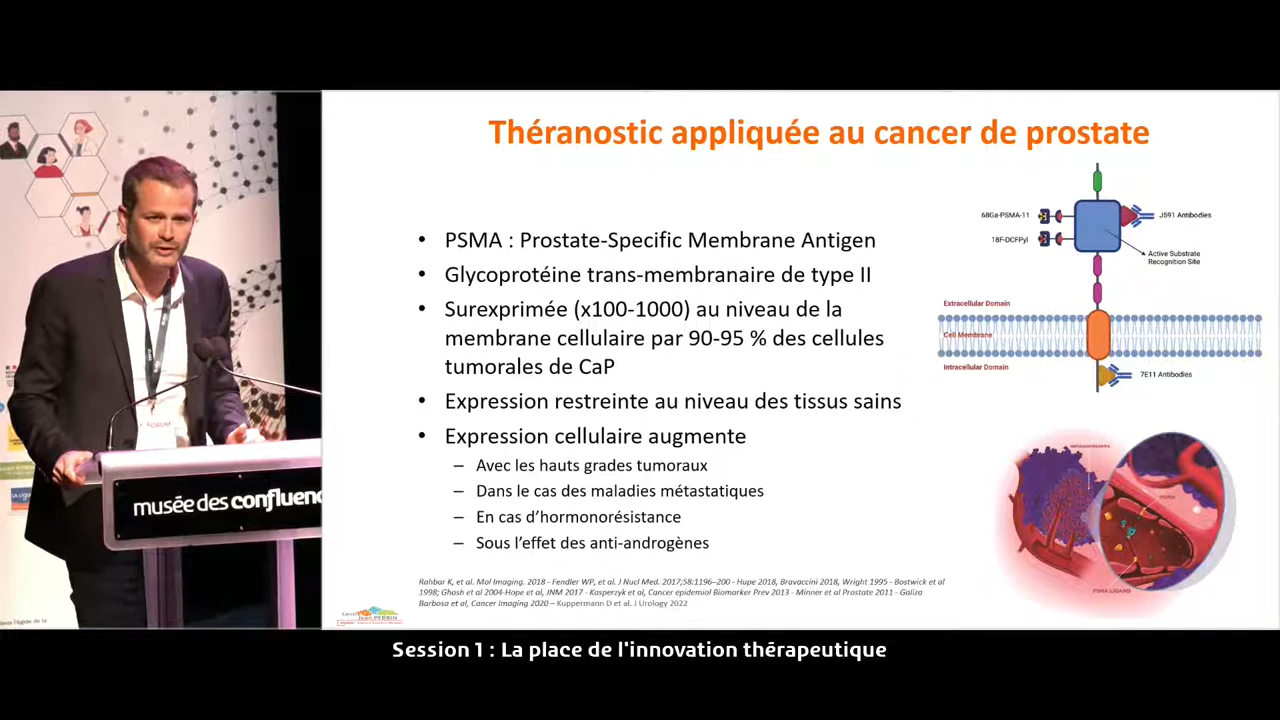 Théranostic appliquée au cancer de prostate
• PSMA : Prostate-Specific Membrane Antigen
• Glycoprotéine trans-membranaire de type II
• Surexprimée (x100-1000) au niveau de la
membrane cellulaire par 90-95 % des cellules
tumorales de CaP
• Expression restreinte au niveau des tissus sains
• Expression cellulaire augmente
– Avec les hauts grades tumoraux
– Dans le cas des maladies métastatiques
– En cas d'hormonorésistance
– Sous l'effet des anti-androgènes
Rahbar K, et al. Mol Imaging. 2018 - Fendler WP, et al. J Nucl Med. 2017;58:1196–200 - Hupe 2018, Bravaccini 2018, Wright 1995 - Bostwick et al
1998; Ghosh et al 2004-Hope et al, JNM 2017 - Kasperzyk et al, Cancer epidemiol Biomarker Prev 2013 - Minner et al Prostate 2011 - Galiza
Barbosa et al, Cancer Imaging 2020 – Kuppermann D et al. J Urology 2022
68Ga-PSMA-11
18F-DCFPyl
J591 Antibodies
Active Substrate
Recognition Site
Extracellular Domain
Cell Membrane
Intracellular Domain
7E11 Antibodies
PSMA LIGAND
Jean PERRIN
FORUM
musée des confluenc
Session 1 : La place de l'innovation thérapeutique